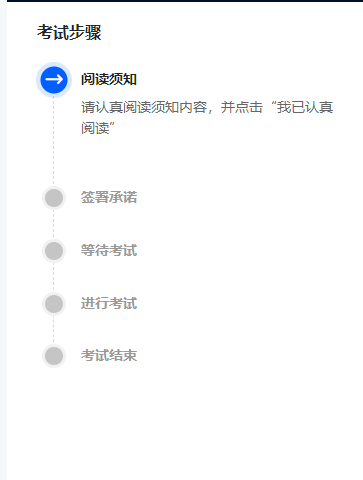 考试步骤
阅读须知
请认真阅读须知内容，并点击“我已认真
阅读”
签署承诺
等待考试
进行考试
考试结束